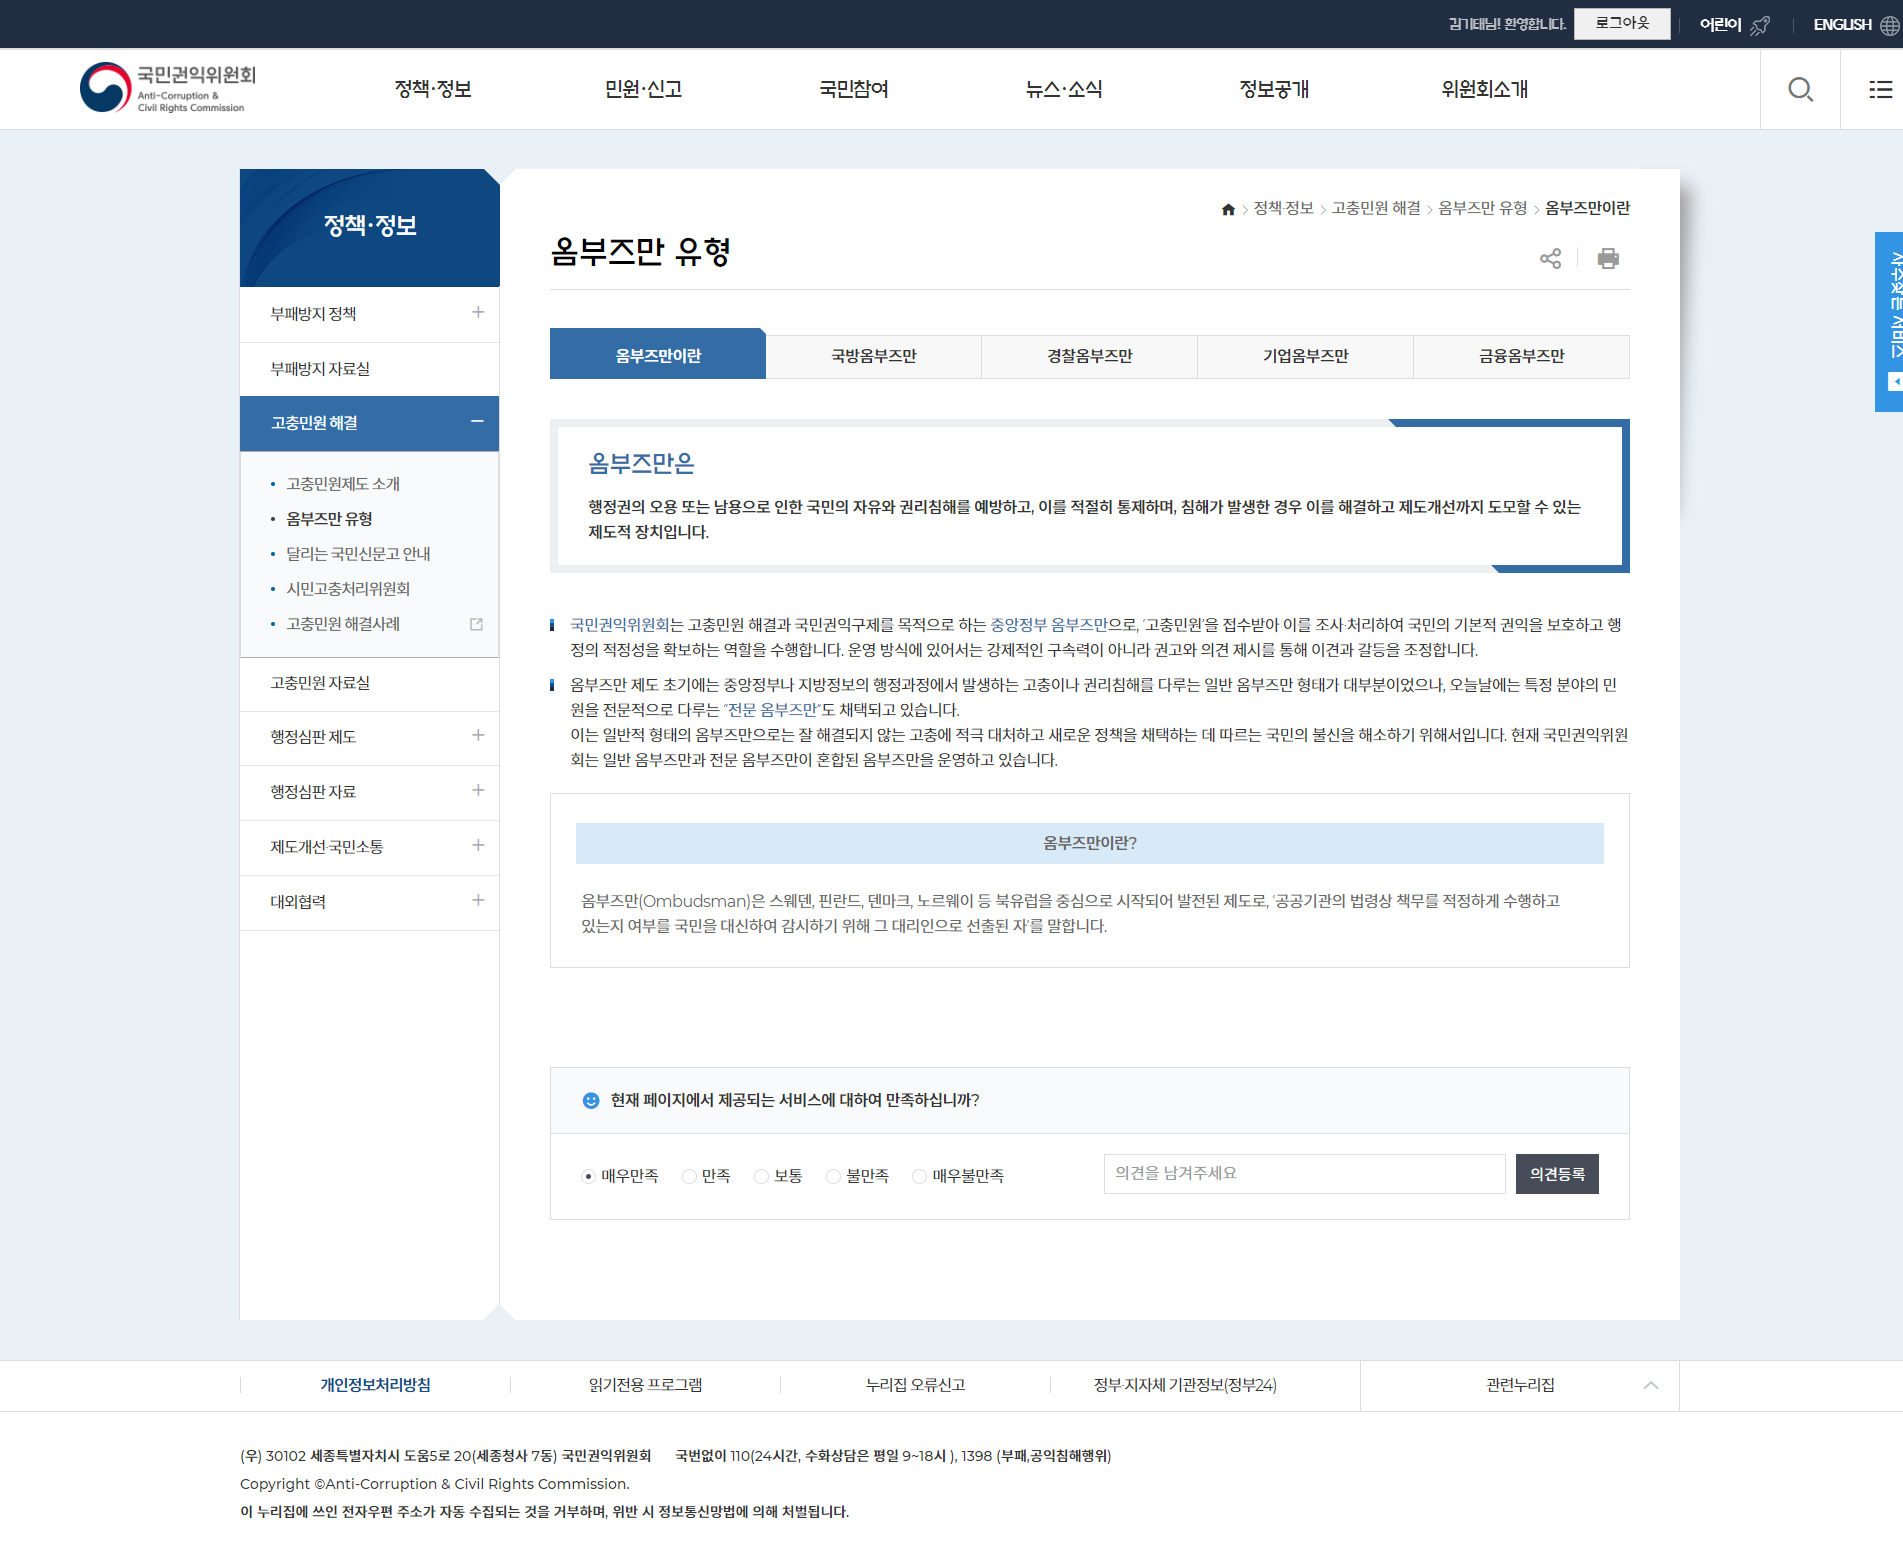 김기태님! 환영합니다. 로그아웃 어린이 ENGLISH
국민권익위원회
Anti-Corruption &
Civil Rights Commission
정책·정보 민원·신고 국민참여 뉴스·소식 정보공개 위원회소개
자주찾는 서비스
정책·정보
부패방지 정책
부패방지 자료실
고충민원 해결
고충민원제도 소개
옴부즈만 유형
달리는 국민신문고 안내
시민고충처리위원회
고충민원 해결사례
고충민원 자료실
행정심판 제도
행정심판 자료
제도개선·국민소통
대외협력
정책·정보 > 고충민원 해결 > 옴부즈만 유형 > 옴부즈만이란
옴부즈만 유형
옴부즈만이란 국방옴부즈만 경찰옴부즈만 기업옴부즈만 금융옴부즈만
옴부즈만은
행정권의 오용 또는 남용으로 인한 국민의 자유와 권리침해를 예방하고, 이를 적절히 통제하며, 침해가 발생한 경우 이를 해결하고 제도개선까지 도모할 수 있는
제도적 장치입니다.
국민권익위원회는 고충민원 해결과 국민권익구제를 목적으로 하는 중앙정부 옴부즈만으로, '고충민원'을 접수받아 이를 조사·처리하여 국민의 기본적 권익을 보호하고 행
정의 적정성을 확보하는 역할을 수행합니다. 운영 방식에 있어서는 강제적인 구속력이 아니라 권고와 의견 제시를 통해 이견과 갈등을 조정합니다.
옴부즈만 제도 초기에는 중앙정부나 지방정보의 행정과정에서 발생하는 고충이나 권리침해를 다루는 일반 옴부즈만 형태가 대부분이었으나, 오늘날에는 특정 분야의 민
원을 전문적으로 다루는 "전문 옴부즈만"도 채택되고 있습니다.
이는 일반적 형태의 옴부즈만으로는 잘 해결되지 않는 고충에 적극 대처하고 새로운 정책을 채택하는 데 따르는 국민의 불신을 해소하기 위해서입니다. 현재 국민권익위원
회는 일반 옴부즈만과 전문 옴부즈만이 혼합된 옴부즈만을 운영하고 있습니다.
옴부즈만이란?
옴부즈만(Ombudsman)은 스웨덴, 핀란드, 덴마크, 노르웨이 등 북유럽을 중심으로 시작되어 발전된 제도로, '공공기관의 법령상 책무를 적정하게 수행하고
있는지 여부를 국민을 대신하여 감시하기 위해 그 대리인으로 선출된 자'를 말합니다.
현재 페이지에서 제공되는 서비스에 대하여 만족하십니까?
매우만족 만족 보통 불만족 매우불만족 의견을 남겨주세요 의견등록
개인정보처리방침 읽기전용 프로그램 누리집 오류신고 정부·지자체 기관정보(정부24) 관련누리집
(우) 30102 세종특별자치시 도움5로 20(세종청사 7동) 국민권익위원회 국번없이 110(24시간, 수화상담은 평일 9~18시 ), 1398 (부패,공익침해행위)
Copyright ©Anti-Corruption & Civil Rights Commission.
이 누리집에 쓰인 전자우편 주소가 자동 수집되는 것을 거부하며, 위반 시 정보통신망법에 의해 처벌됩니다.